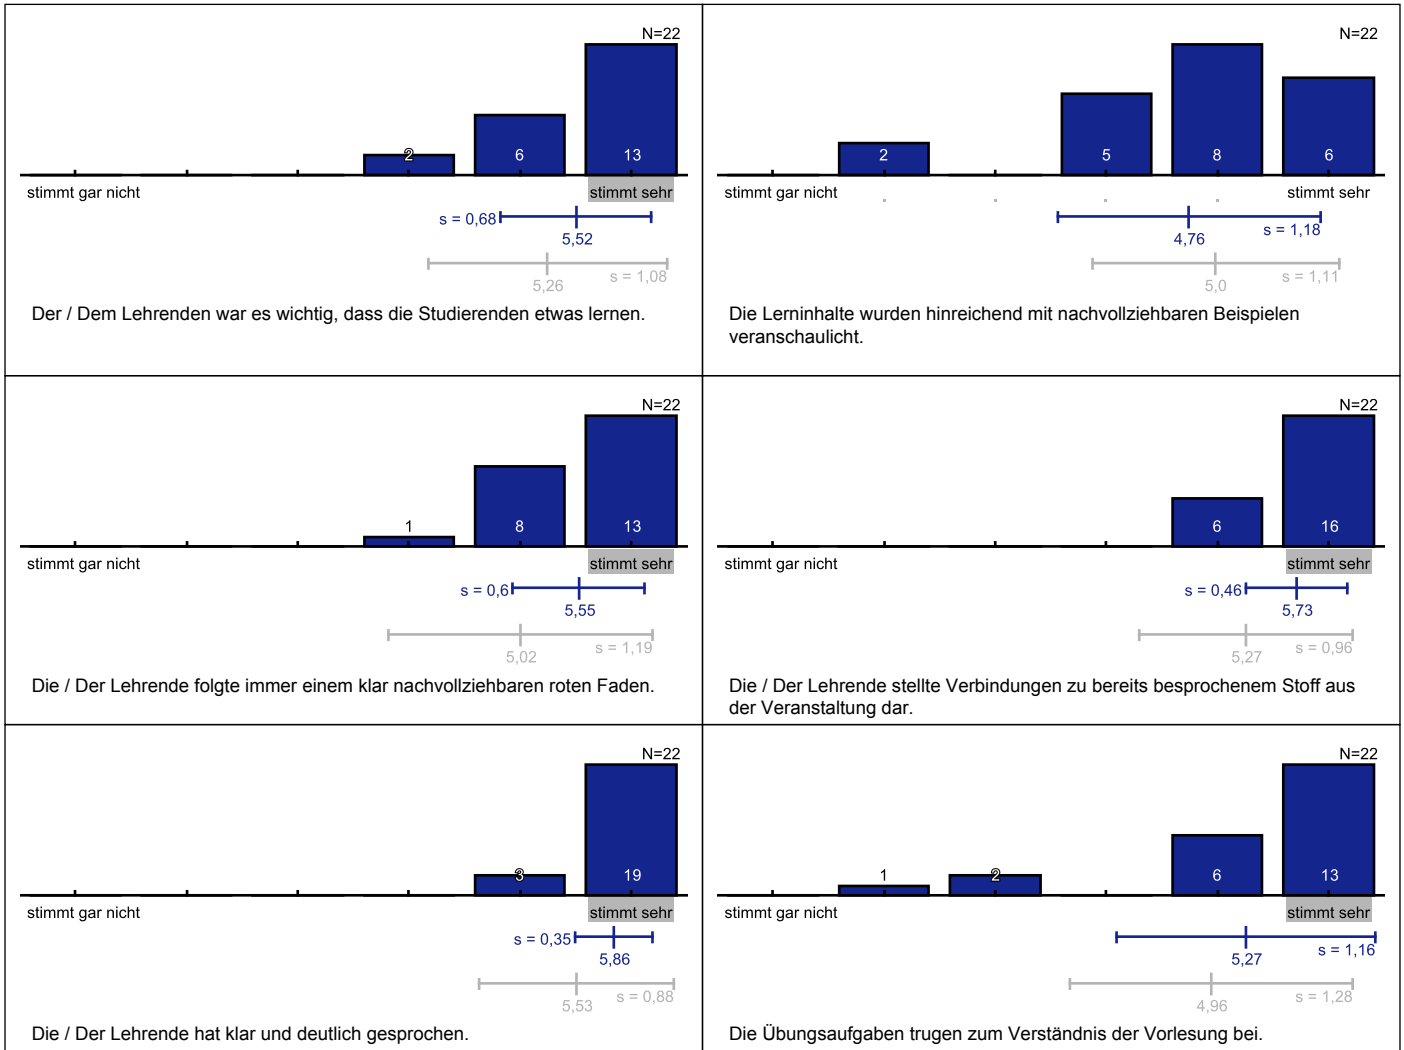 N=22
2
6
13
stimmt gar nicht
stimmt sehr
s = 0,68
5,52
s = 1,08
5,26
Der / Dem Lehrenden war es wichtig, dass die Studierenden etwas lernen.
N=22
2
5
8
6
stimmt gar nicht
stimmt sehr
s = 1,18
4,76
s = 1,11
5,0
Die Lerninhalte wurden hinreichend mit nachvollziehbaren Beispielen
veranschaulicht.
N=22
1
8
13
stimmt gar nicht
stimmt sehr
s = 0,6
5,55
s = 1,19
5,02
Die / Der Lehrende folgte immer einem klar nachvollziehbaren roten Faden.
N=22
6
16
stimmt gar nicht
stimmt sehr
s = 0,46
5,73
s = 0,96
5,27
Die / Der Lehrende stellte Verbindungen zu bereits besprochenem Stoff aus
der Veranstaltung dar.
N=22
3
19
stimmt gar nicht
stimmt sehr
s = 0,35
5,86
s = 0,88
5,53
Die / Der Lehrende hat klar und deutlich gesprochen.
N=22
1
2
6
13
stimmt gar nicht
stimmt sehr
s = 1,16
5,27
s = 1,28
4,96
Die Übungsaufgaben trugen zum Verständnis der Vorlesung bei.